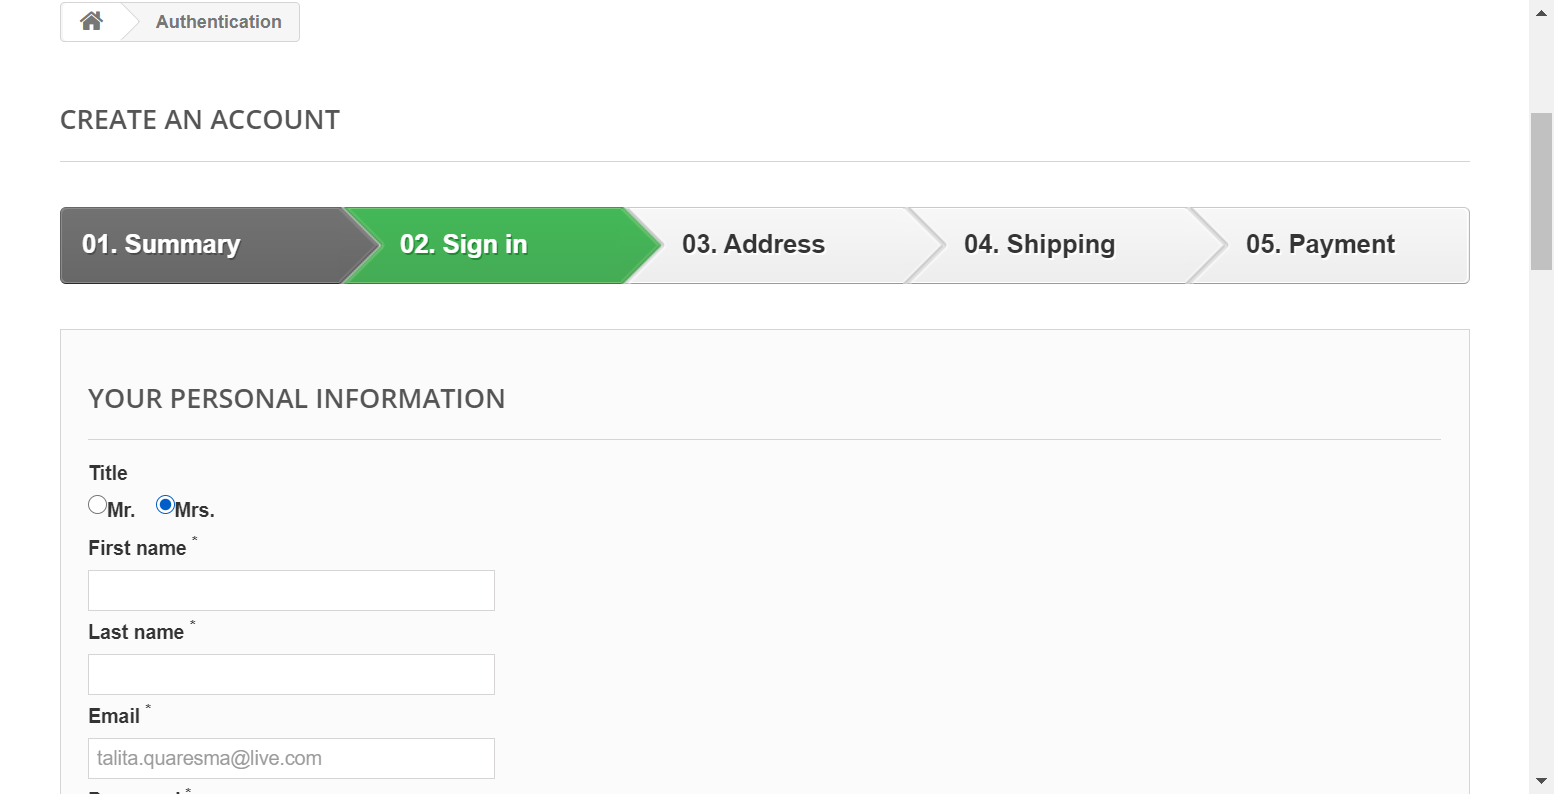 Authentication
CREATE AN ACCOUNT
01. Summary 02. Sign in 03. Address 04. Shipping 05. Payment
YOUR PERSONAL INFORMATION
Title
Mr. Mrs.
First name *
Last name *
Email *
talita.quaresma@live.com